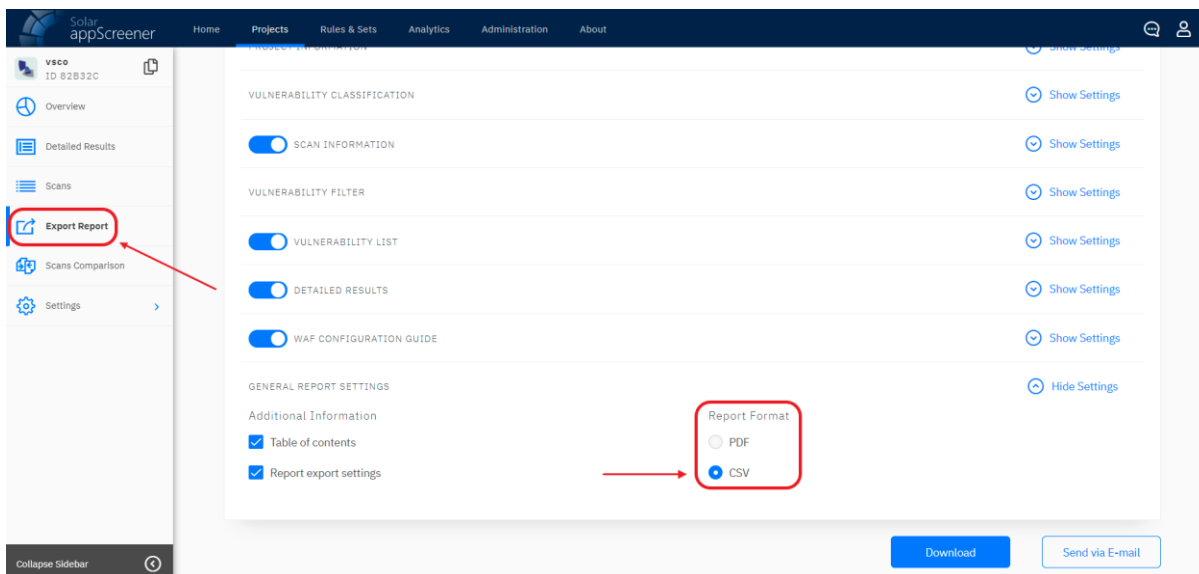 Solar
appScreener
Home Projects Rules & Sets Analytics Administration About
vsco
ID 82B32C
Overview
Detailed Results
Scans
Export Report
Scans Comparison
Settings
Collapse Sidebar
PROJECT INFORMATION Show Settings
VULNERABILITY CLASSIFICATION Show Settings
SCAN INFORMATION Show Settings
VULNERABILITY FILTER Show Settings
VULNERABILITY LIST Show Settings
DETAILED RESULTS Show Settings
WAF CONFIGURATION GUIDE Show Settings
GENERAL REPORT SETTINGS Hide Settings
Additional Information Report Format
Table of contents PDF
Report export settings CSV
Download Send via E-mail